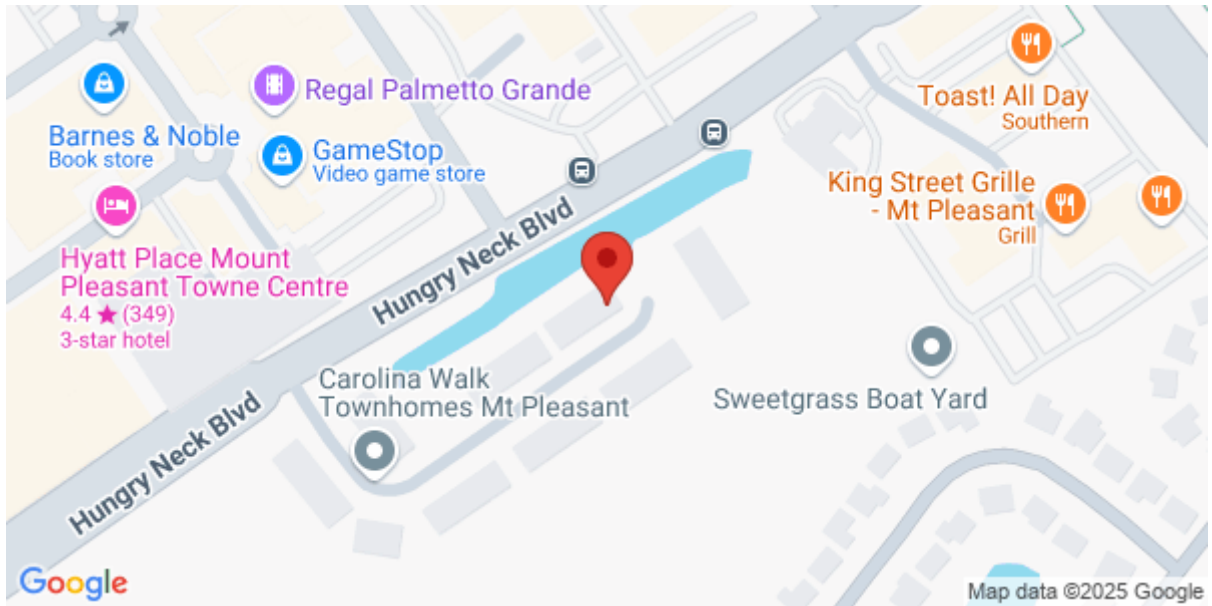 Barnes & Noble
Book store
Regal Palmetto Grande
GameStop
Video game store
Toast! All Day
Southern
King Street Grille
- Mt Pleasant
Grill
Hyatt Place Mount
Pleasant Towne Centre
4.4 ★ (349)
3-star hotel
Hungry Neck Blvd
Carolina Walk
Townhomes Mt Pleasant
Sweetgrass Boat Yard
Hungry Neck Blvd
Google
Map data ©2025 Google